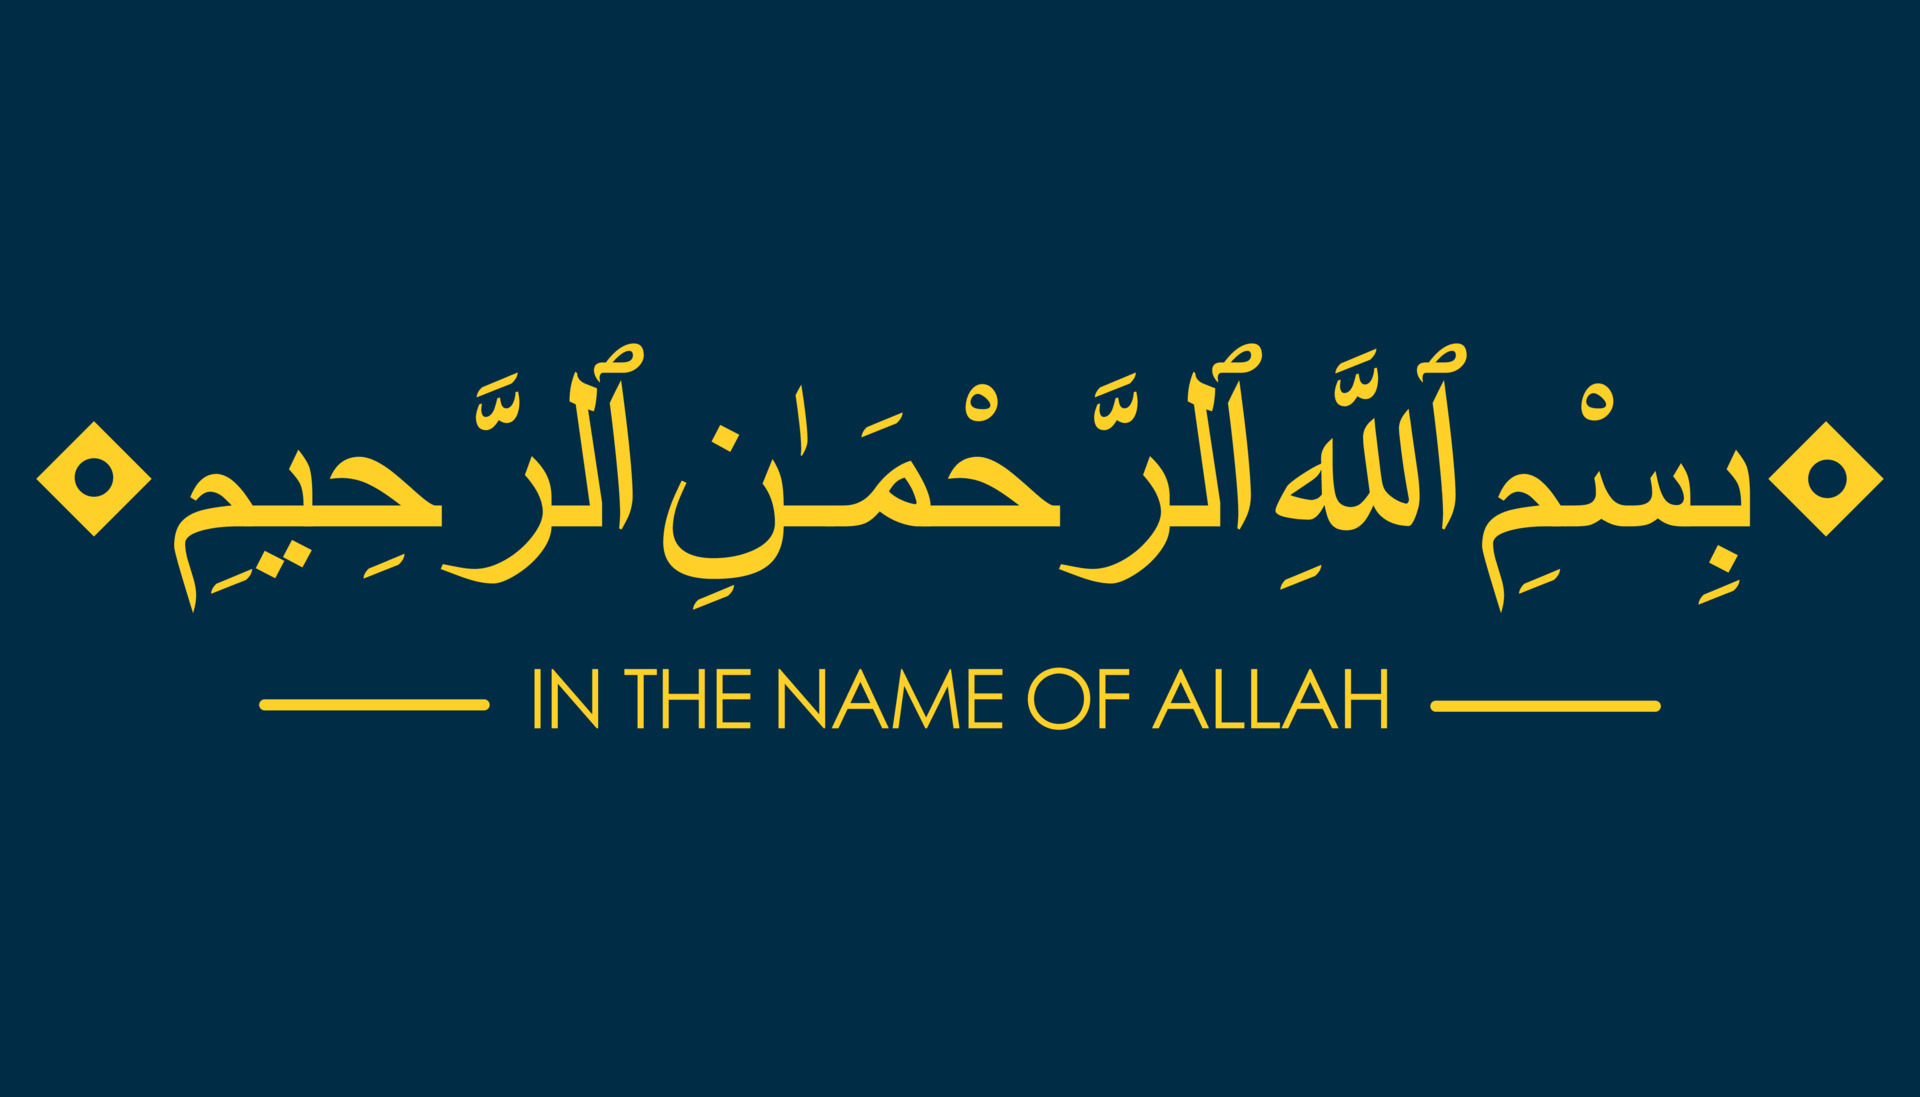 بِسْمِ ٱللَّهِ ٱلرَّحْمَـٰنِ ٱلرَّحِيمِ
IN THE NAME OF ALLAH